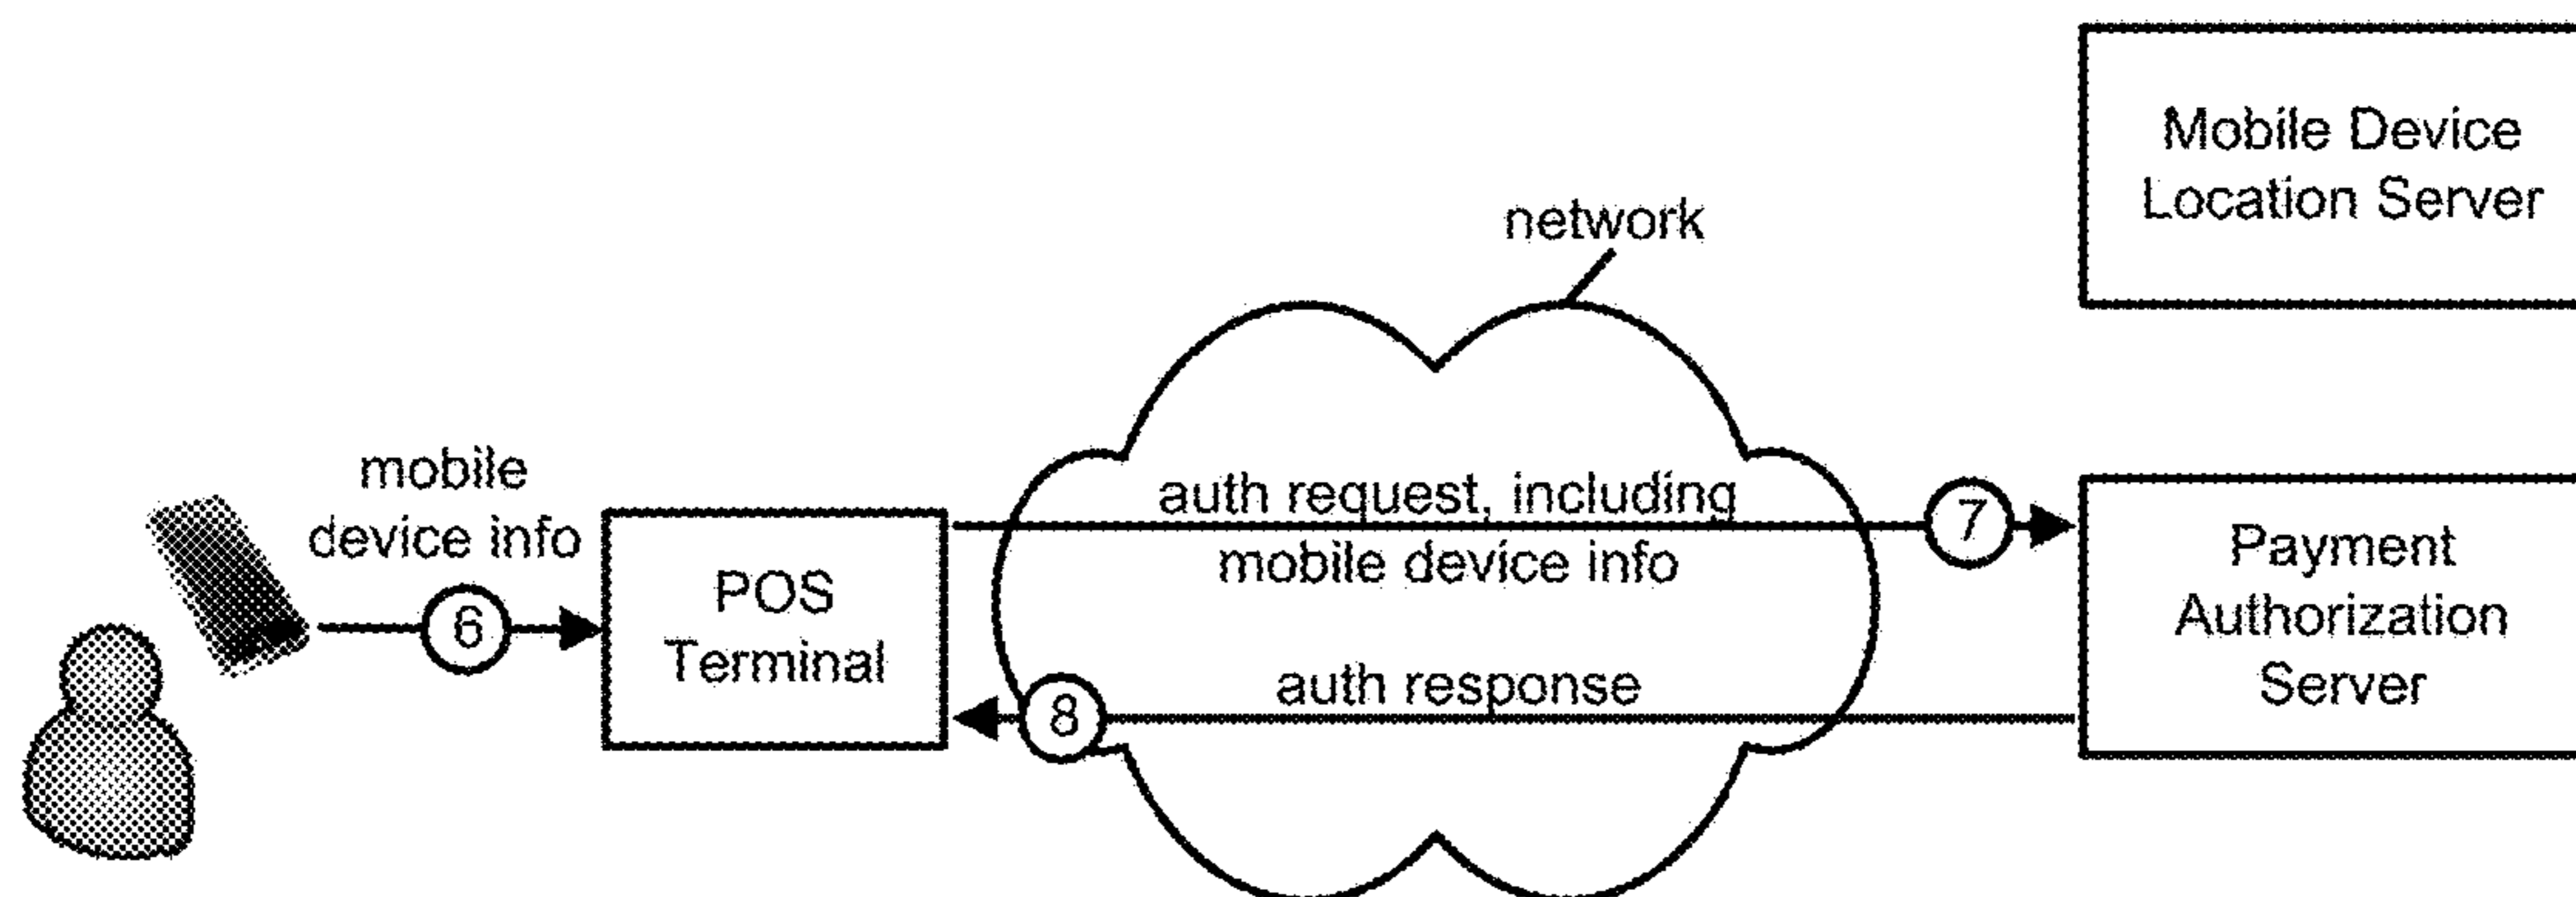 Mobile Device
Location Server
network
mobile
device info
6
POS
Terminal
auth request, including
mobile device info
7
auth response
8
Payment
Authorization
Server